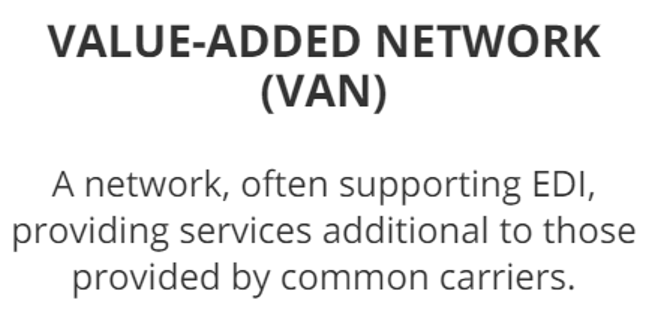 VALUE-ADDED NETWORK
(VAN)
A network, often supporting EDI,
providing services additional to those
provided by common carriers.